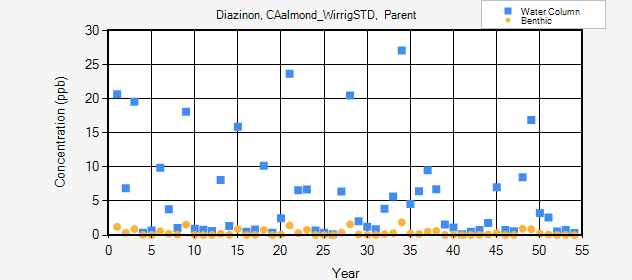 Diazinon, CAalmond_WirrigSTD, Parent
Water Column
Benthic
Concentration (ppb)
30
25
20
15
10
5
0
0 5 10 15 20 25 30 35 40 45 50 55
Year